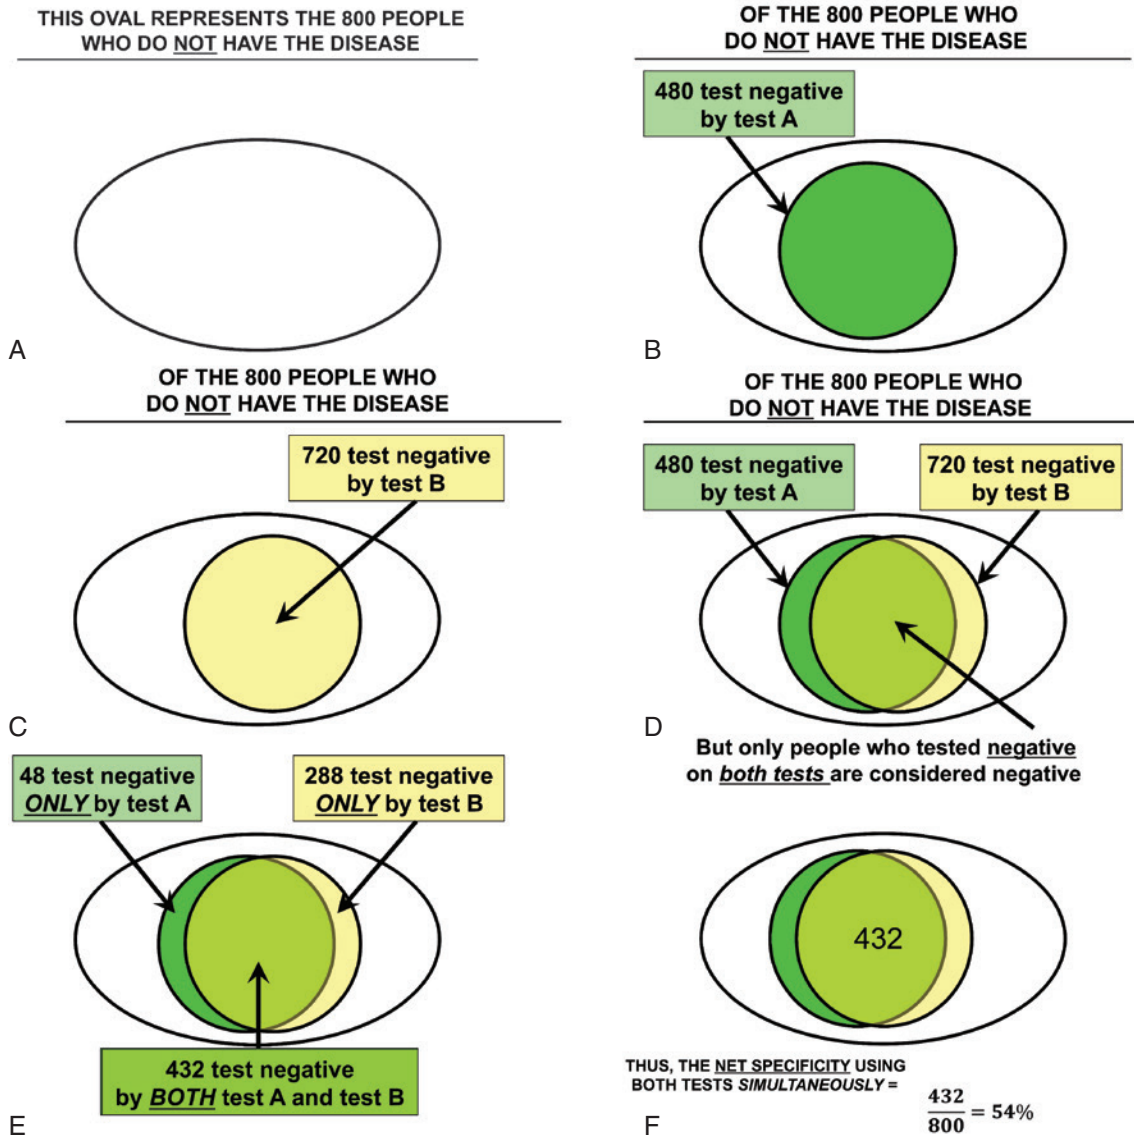 THIS OVAL REPRESENTS THE 800 PEOPLE
WHO DO NOT HAVE THE DISEASE
A
OF THE 800 PEOPLE WHO
DO NOT HAVE THE DISEASE
480 test negative
by test A
B
OF THE 800 PEOPLE WHO
DO NOT HAVE THE DISEASE
720 test negative
by test B
C
OF THE 800 PEOPLE WHO
DO NOT HAVE THE DISEASE
480 test negative
by test A
720 test negative
by test B
But only people who tested negative
on both tests are considered negative
D
48 test negative
ONLY by test A
288 test negative
ONLY by test B
432 test negative
by BOTH test A and test B
E
432
THUS, THE NET SPECIFICITY USING
BOTH TESTS SIMULTANEOUSLY =
432
800 = 54%
F